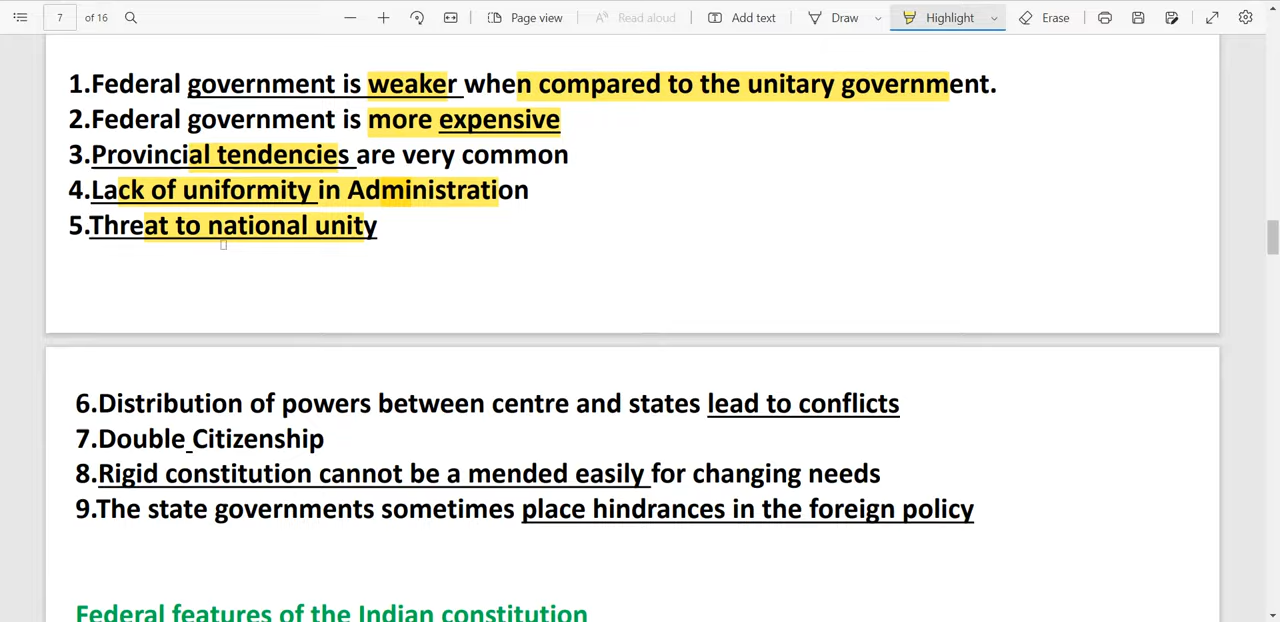 7 of 16 Page view Read aloud Add text Draw Highlight Erase
1.Federal government is weaker when compared to the unitary government.
2.Federal government is more expensive
3.Provincial tendencies are very common
4.Lack of uniformity in Administration
5.Threat to national unity
6.Distribution of powers between centre and states lead to conflicts
7.Double Citizenship
8.Rigid constitution cannot be a mended easily for changing needs
9.The state governments sometimes place hindrances in the foreign policy
Federal features of the Indian constitution